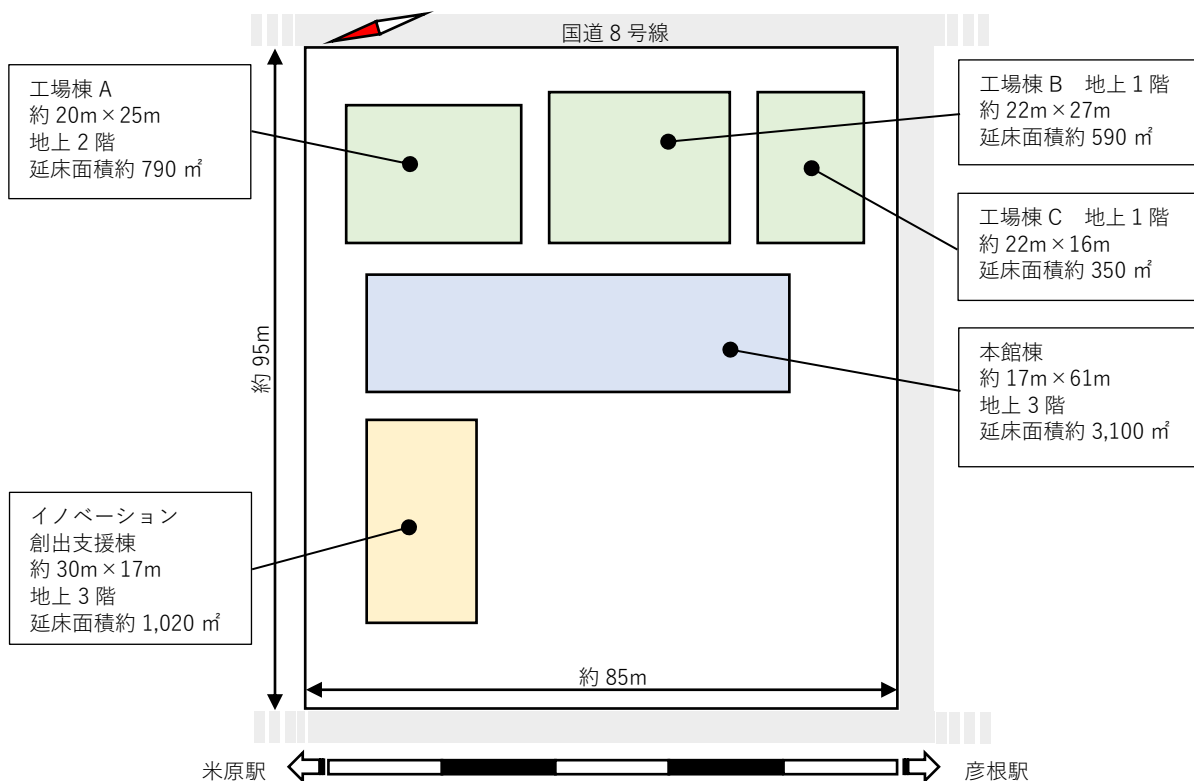 国道 8 号線
工場棟 A
約 20m×25m
地上 2 階
延床面積約 790 ㎡
工場棟 B 地上 1 階
約 22m×27m
延床面積約 590 ㎡
工場棟 C 地上 1 階
約 22m×16m
延床面積約 350 ㎡
本館棟
約 17m×61m
地上 3 階
延床面積約 3,100 ㎡
約 95m
イノベーション
創出支援棟
約 30m×17m
地上 3 階
延床面積約 1,020 ㎡
約 85m
米原駅
彦根駅